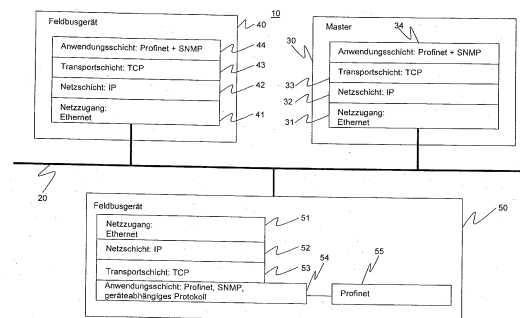 Feldbusgerät
40
10
Anwendungsschicht: Profinet + SNMP
44
Transportschicht: TCP
43
Netzschicht: IP
42
Netzzugang:
Ethernet
41
Master
34
30
Anwendungsschicht: Profinet + SNMP
33
Transportschicht: TCP
32
Netzschicht: IP
31
Netzzugang:
Ethernet
20
Feldbusgerät
50
Netzzugang:
Ethernet
51
Netzschicht: IP
52
Transportschicht: TCP
53
54
55
Anwendungsschicht: Profinet, SNMP,
geräteabhängiges Protokoll
Profinet